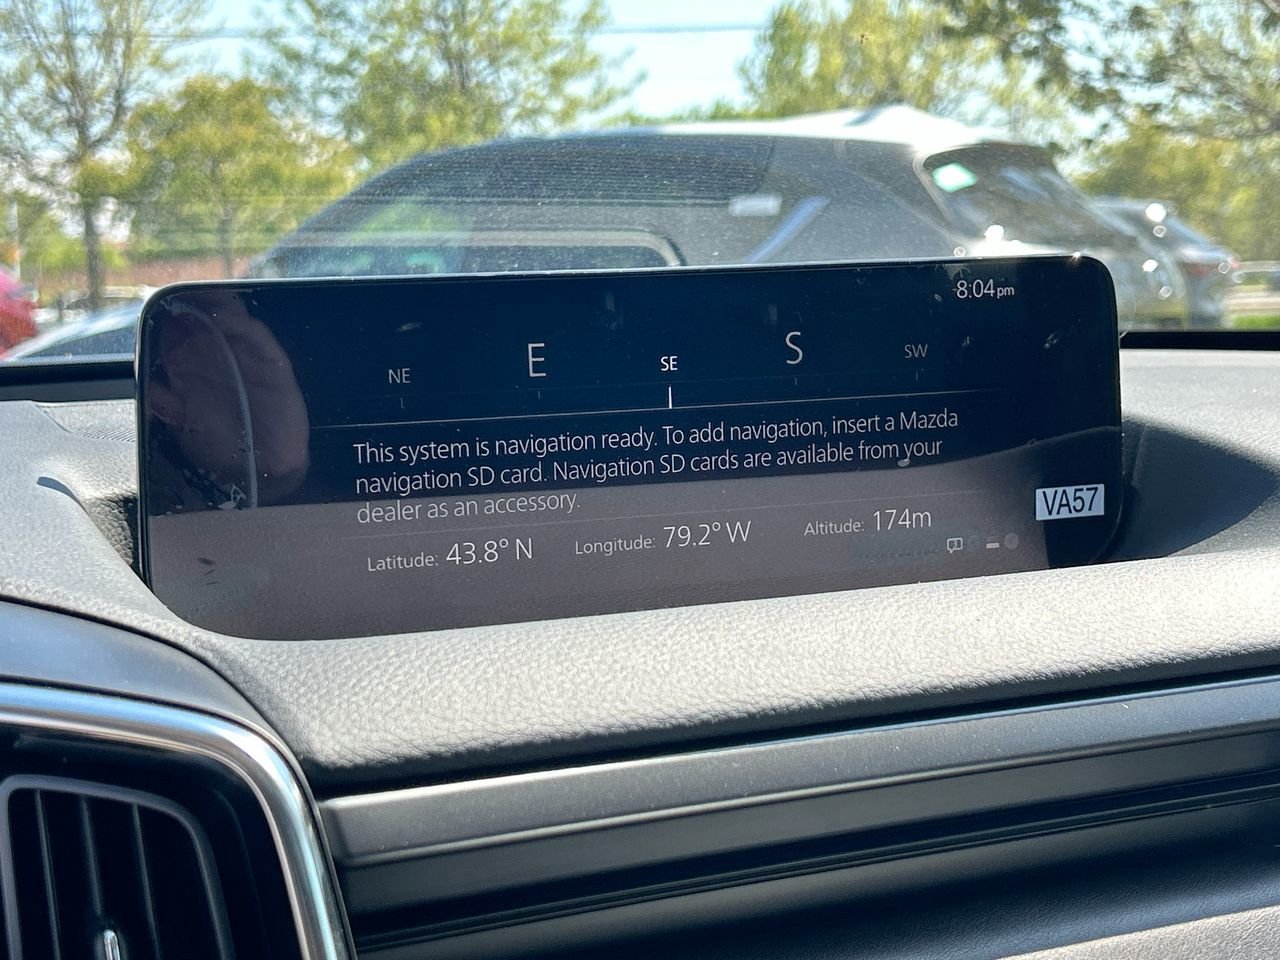 8:04pm
NE E SE S SW
This system is navigation ready. To add navigation, insert a Mazda
navigation SD card. Navigation SD cards are available from your
dealer as an accessory.
Latitude: 43.8° N Longitude: 79.2° W Altitude: 174m
VA57